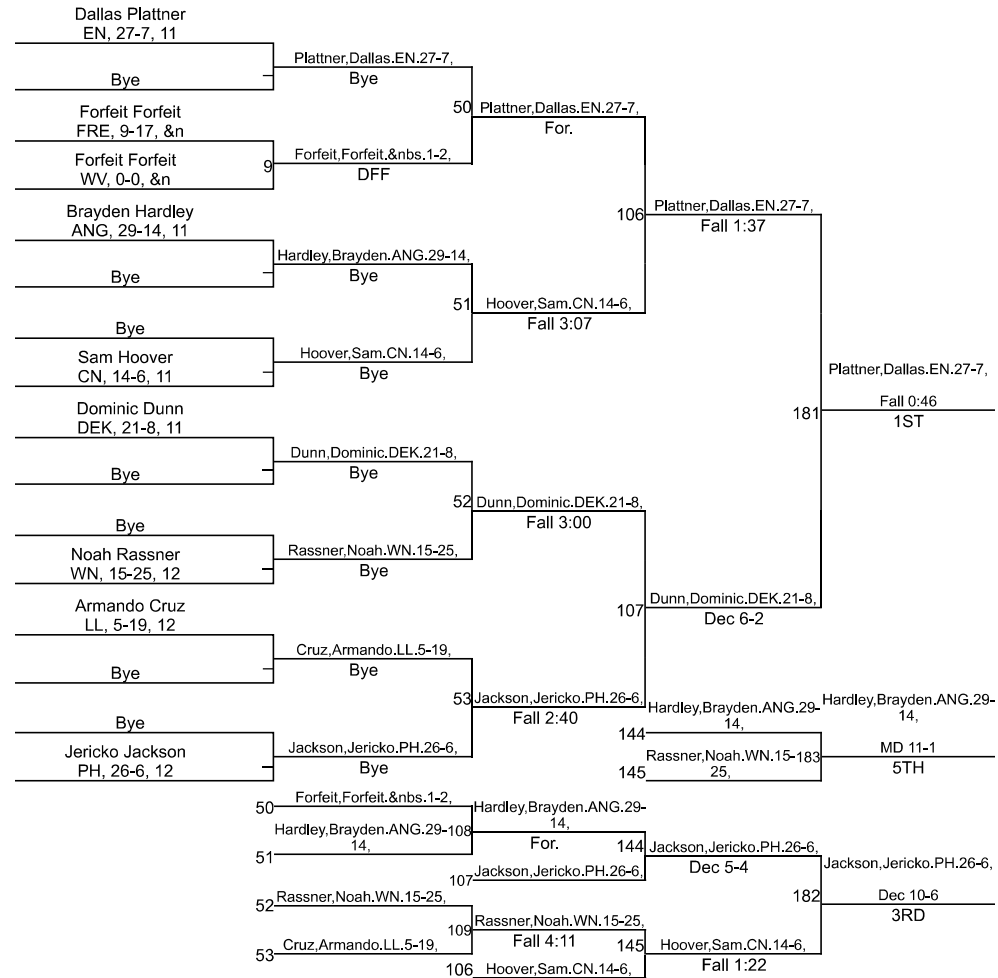 Dallas Plattner
EN, 27-7, 11
Plattner,Dallas.EN.27-7,
Bye
Bye
50
Plattner,Dallas.EN.27-7,
For.
Forfeit Forfeit
FRE, 9-17, &n
9
Forfeit,Forfeit.&nbs.1-2,
DFF
Forfeit Forfeit
WV, 0-0, &n
106
Plattner,Dallas.EN.27-7,
Fall 1:37
Brayden Hardley
ANG, 29-14, 11
Hardley,Brayden.ANG.29-14,
Bye
Bye
51
Hoover,Sam.CN.14-6,
Fall 3:07
Bye
Hoover,Sam.CN.14-6,
Bye
Sam Hoover
CN, 14-6, 11
181
Plattner,Dallas.EN.27-7,
Fall 0:46
1ST
Dominic Dunn
DEK, 21-8, 11
Dunn,Dominic.DEK.21-8,
Bye
Bye
52
Dunn,Dominic.DEK.21-8,
Fall 3:00
Bye
Rassner,Noah.WN.15-25,
Bye
Noah Rassner
WN, 15-25, 12
107
Dunn,Dominic.DEK.21-8,
Dec 6-2
Armando Cruz
LL, 5-19, 12
Cruz,Armando.LL.5-19,
Bye
Bye
53
Jackson,Jericko.PH.26-6,
Fall 2:40
Bye
Jackson,Jericko.PH.26-6,
Bye
Jericko Jackson
PH, 26-6, 12
144
Hardley,Brayden.ANG.29-
14,
145
Rassner,Noah.WN.15-
25,
183
Hardley,Brayden.ANG.29-
14,
MD 11-1
5TH
50
Forfeit,Forfeit.&nbs.1-2,
51
Hardley,Brayden.ANG.29-
14,
108
Hardley,Brayden.ANG.29-
14,
For.
107
Jackson,Jericko.PH.26-6,
144
Jackson,Jericko.PH.26-6,
Dec 5-4
52
Rassner,Noah.WN.15-25,
53
Cruz,Armando.LL.5-19,
109
Rassner,Noah.WN.15-25,
Fall 4:11
106
Hoover,Sam.CN.14-6,
145
Hoover,Sam.CN.14-6,
Fall 1:22
182
Jackson,Jericko.PH.26-6,
Dec 10-6
3RD